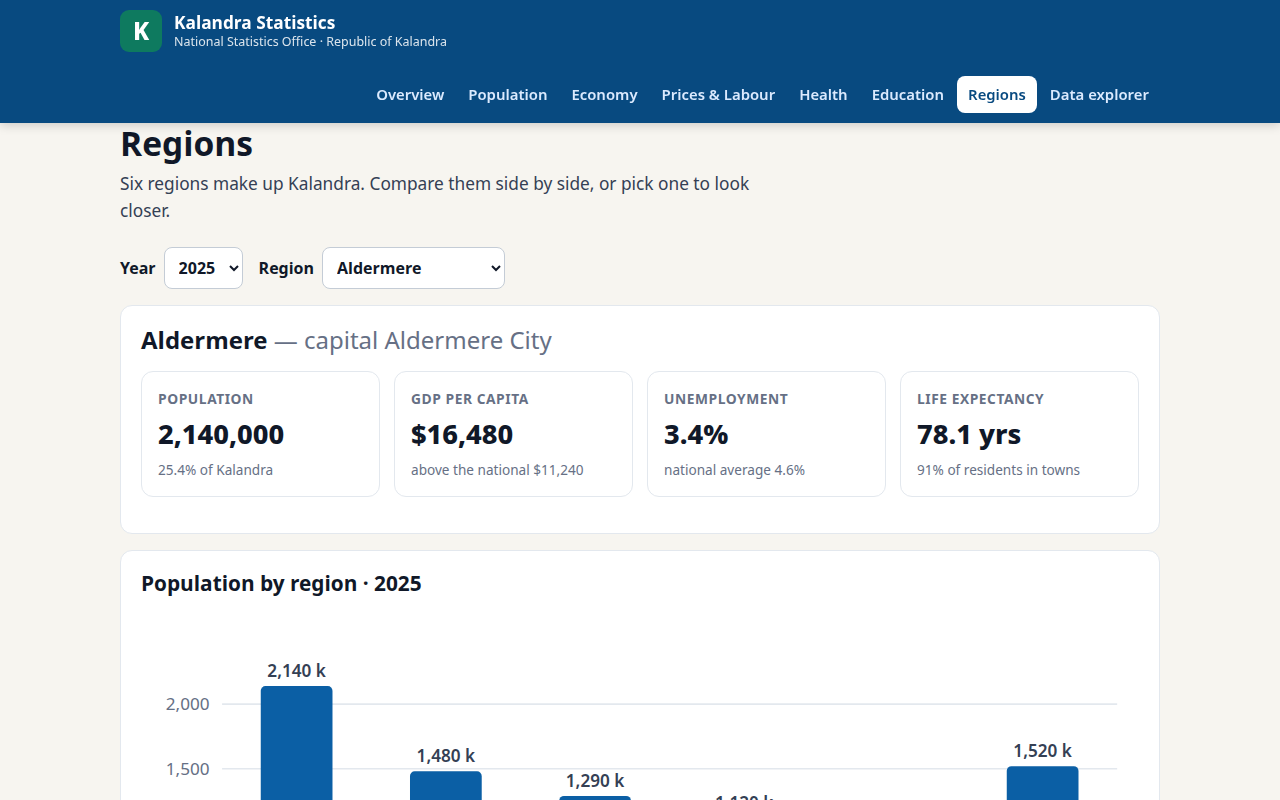 K
Kalandra Statistics
National Statistics Office · Republic of Kalandra
Overview Population Economy Prices & Labour Health Education Regions Data explorer
Regions
Six regions make up Kalandra. Compare them side by side, or pick one to look
closer.
Year 2025 Region Aldermere
Aldermere — capital Aldermere City
POPULATION
2,140,000
25.4% of Kalandra
GDP PER CAPITA
$16,480
above the national $11,240
UNEMPLOYMENT
3.4%
national average 4.6%
LIFE EXPECTANCY
78.1 yrs
91% of residents in towns
Population by region · 2025
2,140 k
2,000
1,480 k
1,520 k
1,500
1,290 k